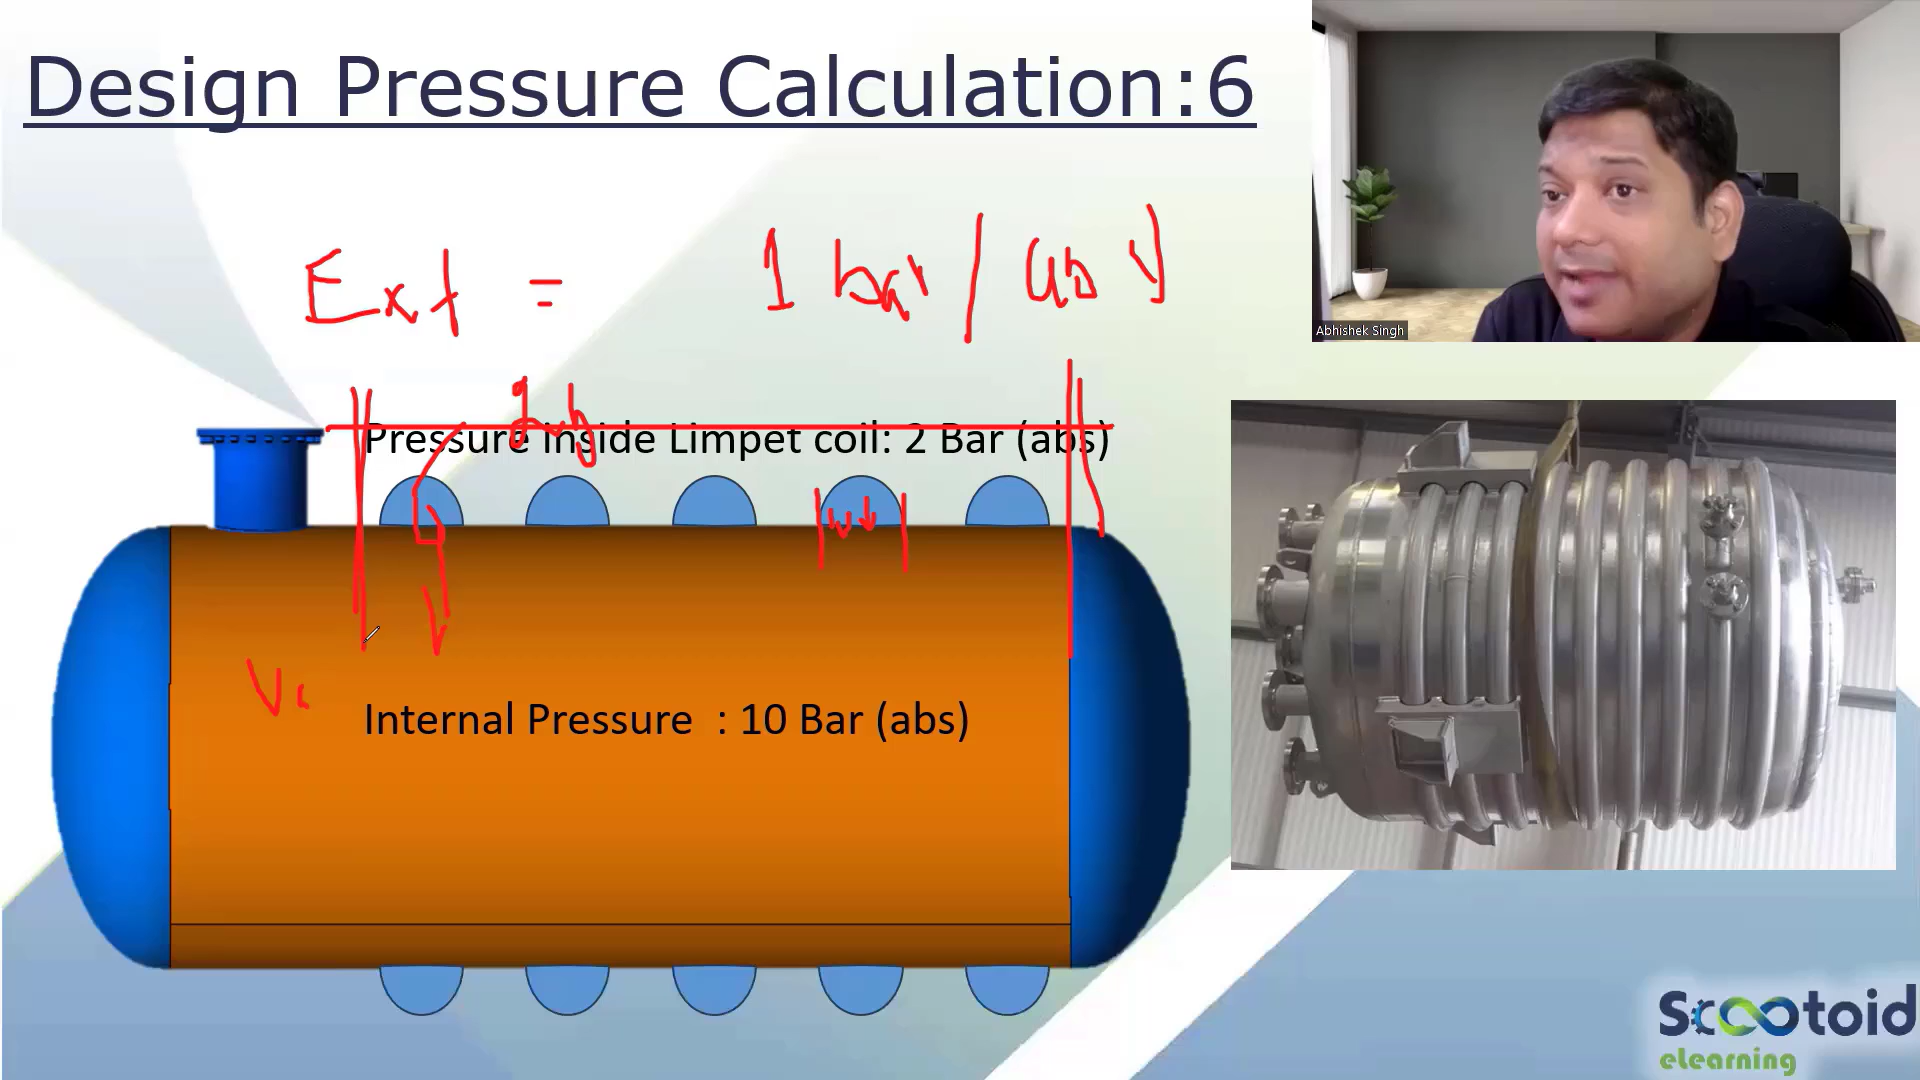 Design Pressure Calculation:6
Abhishek Singh
Ext = 1 bar / abs
Pressure Inside Limpet coil: 2 Bar (abs)
Internal Pressure : 10 Bar (abs)
Scootoid
eLearning